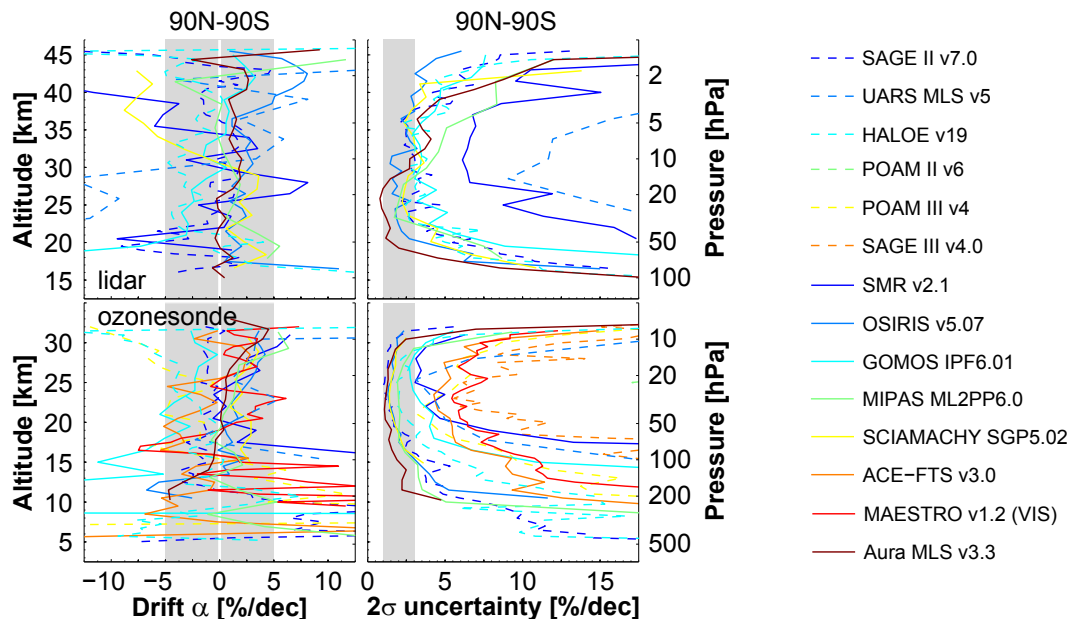 90N-90S
90N-90S
45
40
35
30
25
20
15
Altitude [km]
lidar
2
5
10
20
50
100
Pressure [hPa]
ozonesonde
30
25
20
15
10
5
Altitude [km]
10
20
50
100
200
500
Pressure [hPa]
−10 −5 0 5 10
Drift α [%/dec]
0 5 10 15
2σ uncertainty [%/dec]
SAGE II v7.0
UARS MLS v5
HALOE v19
POAM II v6
POAM III v4
SAGE III v4.0
SMR v2.1
OSIRIS v5.07
GOMOS IPF6.01
MIPAS ML2PP6.0
SCIAMACHY SGP5.02
ACE−FTS v3.0
MAESTRO v1.2 (VIS)
Aura MLS v3.3